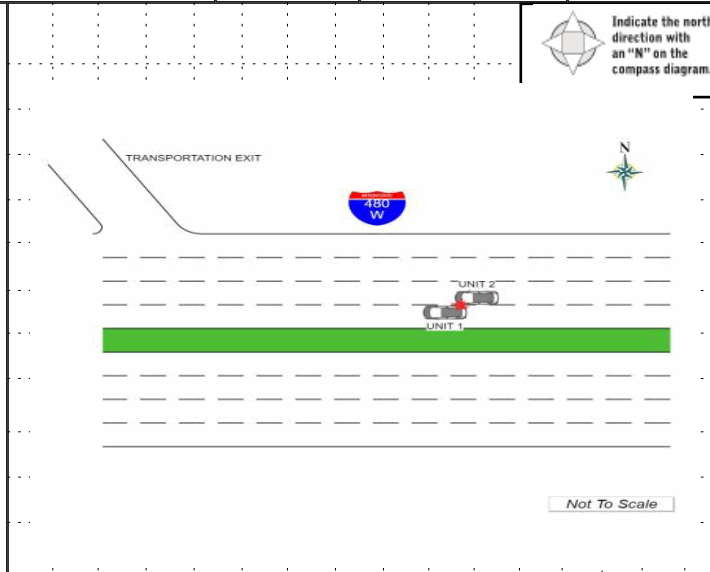 Indicate the north
direction with
an "N" on the
compass diagram.
TRANSPORTATION EXIT
N
480
W
UNIT 2
UNIT 1
Not To Scale